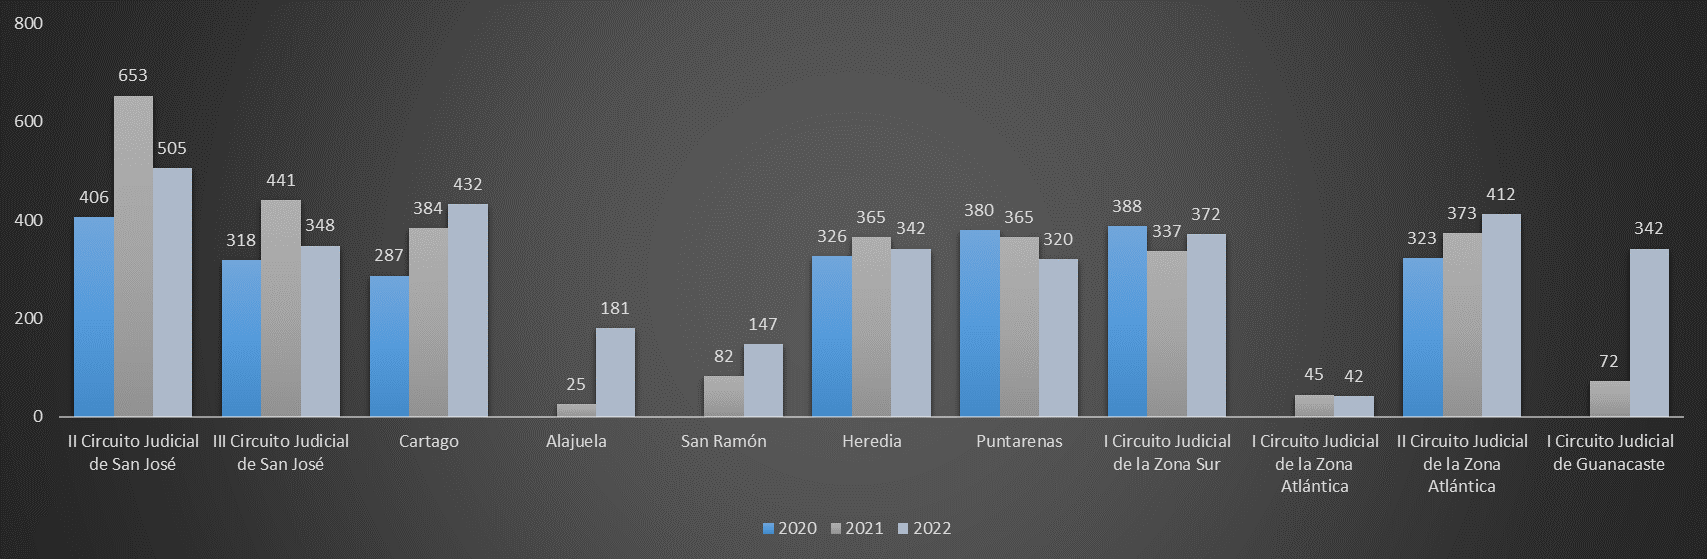 800
600
400
200
0
406
653
505
318
441
348
287
384
432
25
181
82
147
326
365
342
380
365
320
388
337
372
45
42
323
373
412
72
342
II Circuito Judicial
de San José
III Circuito Judicial
de San José
Cartago
Alajuela
San Ramón
Heredia
Puntarenas
I Circuito Judicial
de la Zona Sur
I Circuito Judicial
de la Zona
Atlántica
II Circuito Judicial
de la Zona
Atlántica
I Circuito Judicial
de Guanacaste
2020
2021
2022